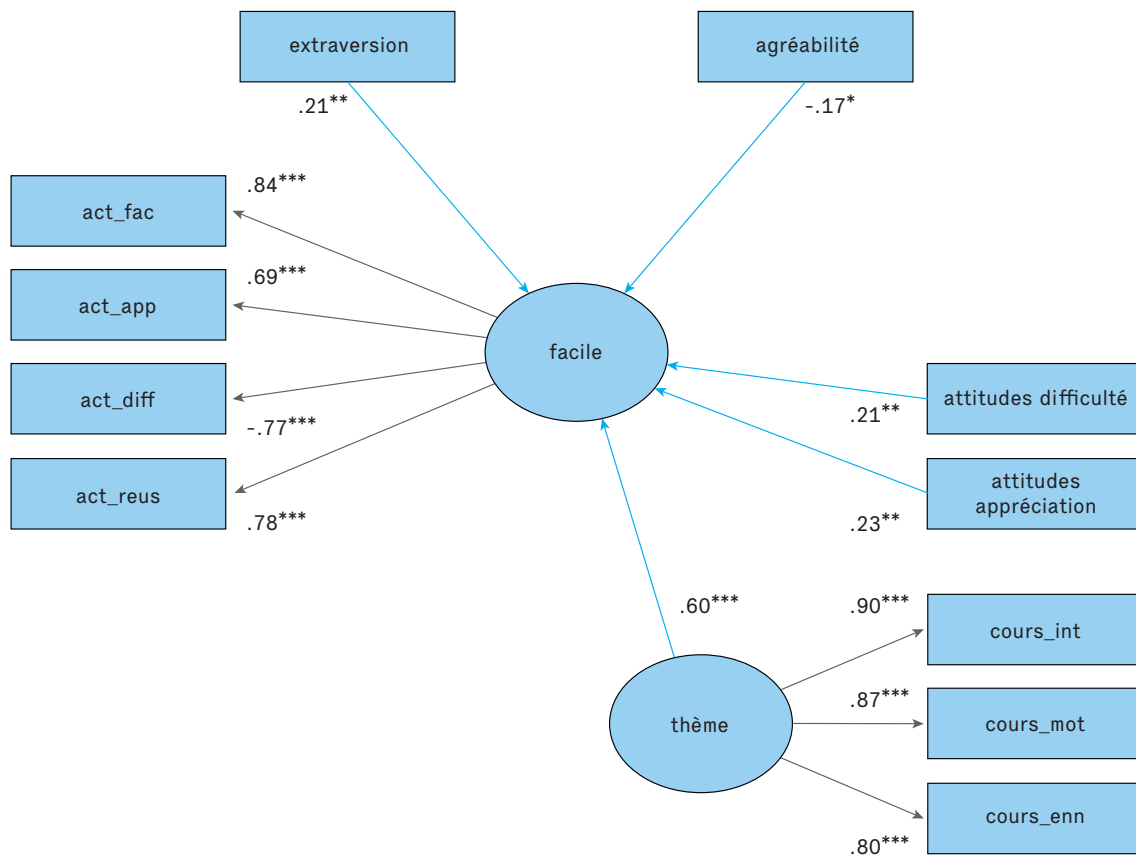 extraversion
agréabilité
.21**
-.17*
.84***
act_fac
.69***
act_app
facile
act_diff
-.77***
attitudes difficulté
.21**
act_reus
.78***
attitudes
appréciation
.23**
.60***
.90***
cours_int
thème
.87***
cours_mot
cours_enn
.80***